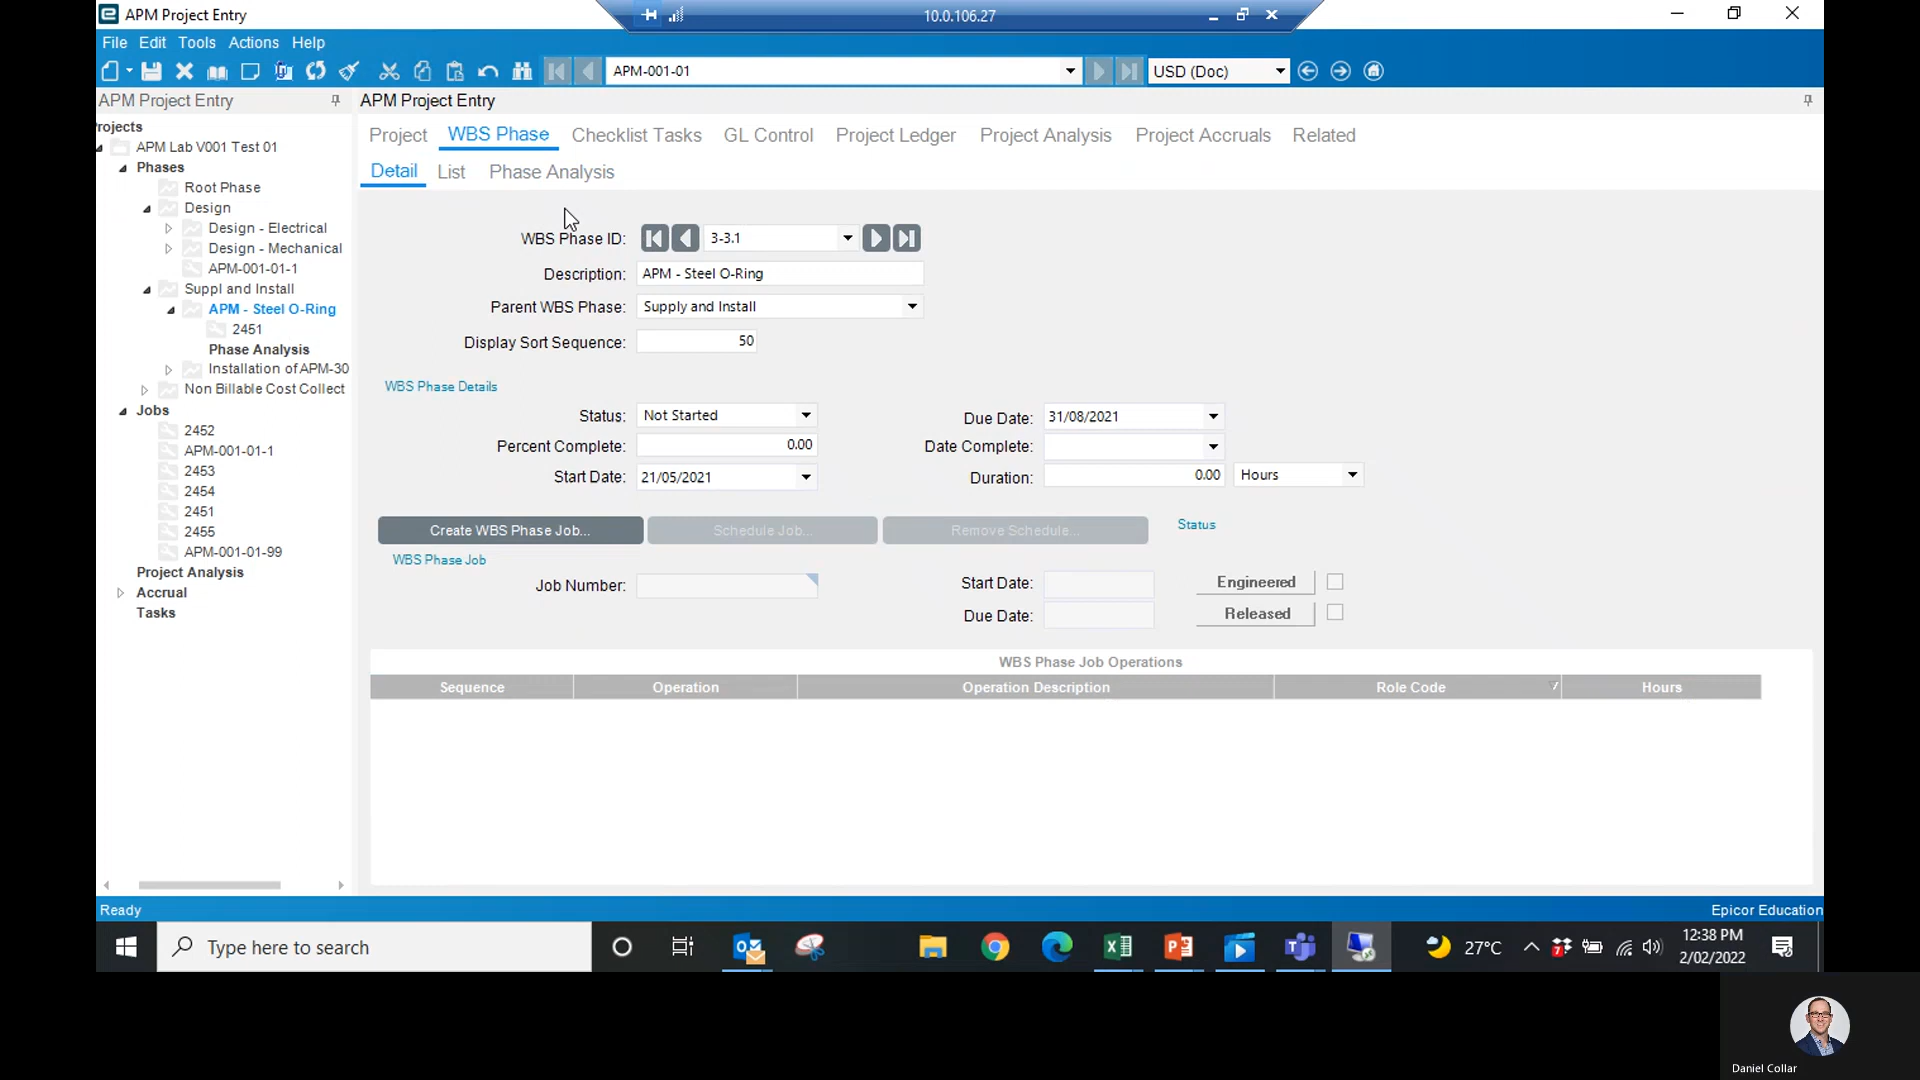 APM Project Entry
10.0.106.27
File Edit Tools Actions Help
APM-001-01
USD (Doc)
APM Project Entry
rojects
APM Lab V001 Test 01
Phases
Root Phase
Design
Design - Electrical
Design - Mechanical
APM-001-01-1
Suppl and Install
APM - Steel O-Ring
2451
Phase Analysis
Installation of APM-30
Non Billable Cost Collect
Jobs
2452
APM-001-01-1
2453
2454
2451
2455
APM-001-01-99
Project Analysis
Accrual
Tasks
APM Project Entry
Project WBS Phase Checklist Tasks GL Control Project Ledger Project Analysis Project Accruals Related
Detail List Phase Analysis
WBS Phase ID: 3-3.1
Description: APM - Steel O-Ring
Parent WBS Phase: Supply and Install
Display Sort Sequence: 50
WBS Phase Details
Status: Not Started Due Date: 31/08/2021
Percent Complete: 0.00 Date Complete:
Start Date: 21/05/2021 Duration: 0.00 Hours
Create WBS Phase Job... Schedule Job... Remove Schedule... Status
WBS Phase Job
Job Number: Start Date: Engineered
Due Date: Released
WBS Phase Job Operations
Sequence Operation Operation Description Role Code Hours
Ready Epicor Education
Type here to search 27°C 12:38 PM
2/02/2022
Daniel Collar